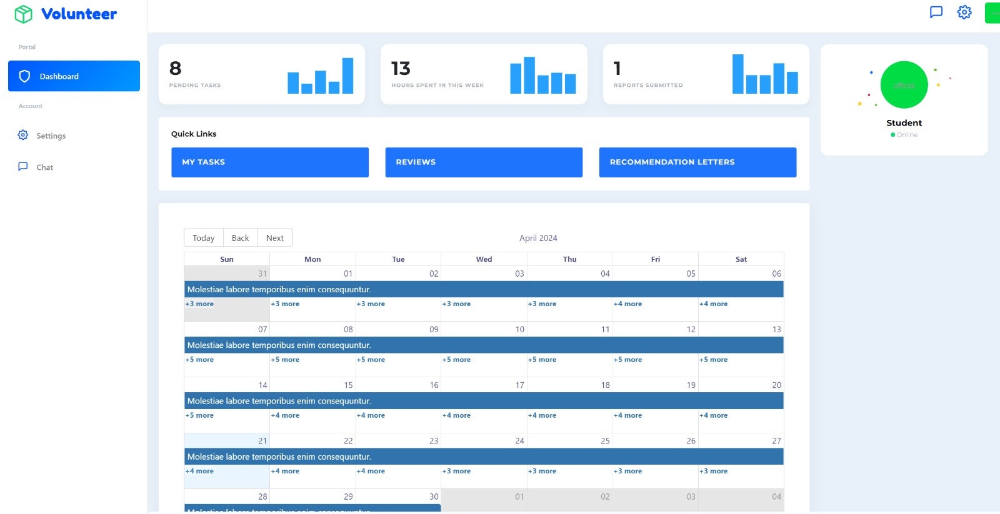 Volunteer
Portal
Dashboard
Account
Settings
Chat
8
PENDING TASKS
13
HOURS SPENT IN THIS WEEK
1
REPORTS SUBMITTED
officiis
Student
Online
Quick Links
MY TASKS
REVIEWS
RECOMMENDATION LETTERS
Today Back Next
April 2024
Sun Mon Tue Wed Thu Fri Sat
31 01 02 03 04 05 06
Molestiae labore temporibus enim consequuntur.
+3 more +3 more +3 more +3 more +3 more +4 more +4 more
07 08 09 10 11 12 13
Molestiae labore temporibus enim consequuntur.
+5 more +5 more +5 more +5 more +5 more +5 more +5 more
14 15 16 17 18 19 20
Molestiae labore temporibus enim consequuntur.
+5 more +4 more +4 more +4 more +4 more +4 more +4 more
21 22 23 24 25 26 27
Molestiae labore temporibus enim consequuntur.
+4 more +4 more +4 more +3 more +3 more +3 more +3 more
28 29 30 01 02 03 04
Molestiae labore temporibus enim consequuntur.